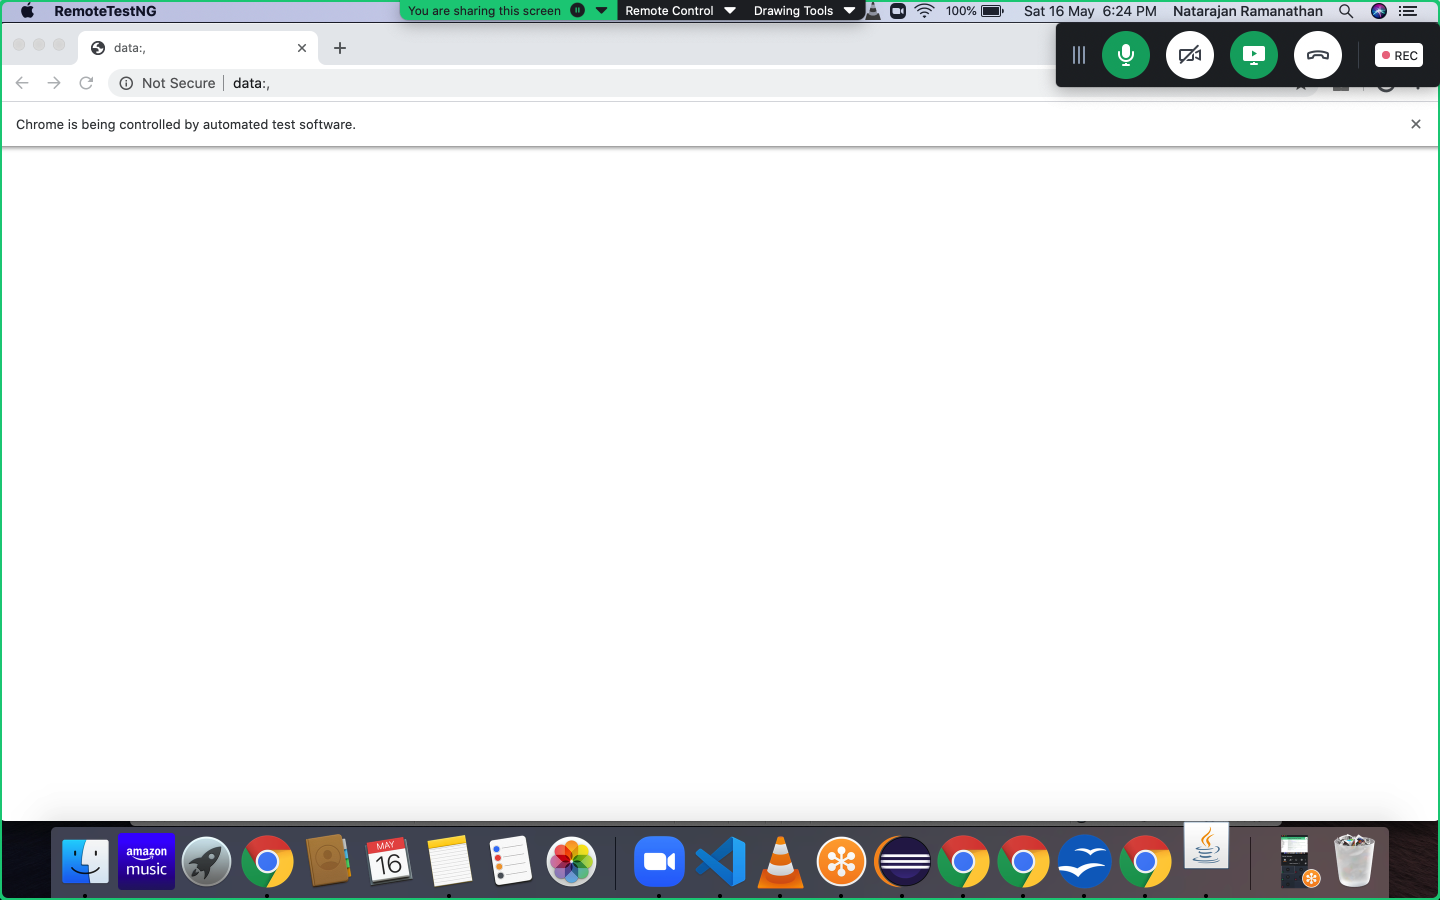 RemoteTestNG
You are sharing this screen
Remote Control
Drawing Tools
100%
Sat 16 May 6:24 PM
Natarajan Ramanathan
data:,
REC
Not Secure
data:,
Chrome is being controlled by automated test software.
amazon
music
MAY
16